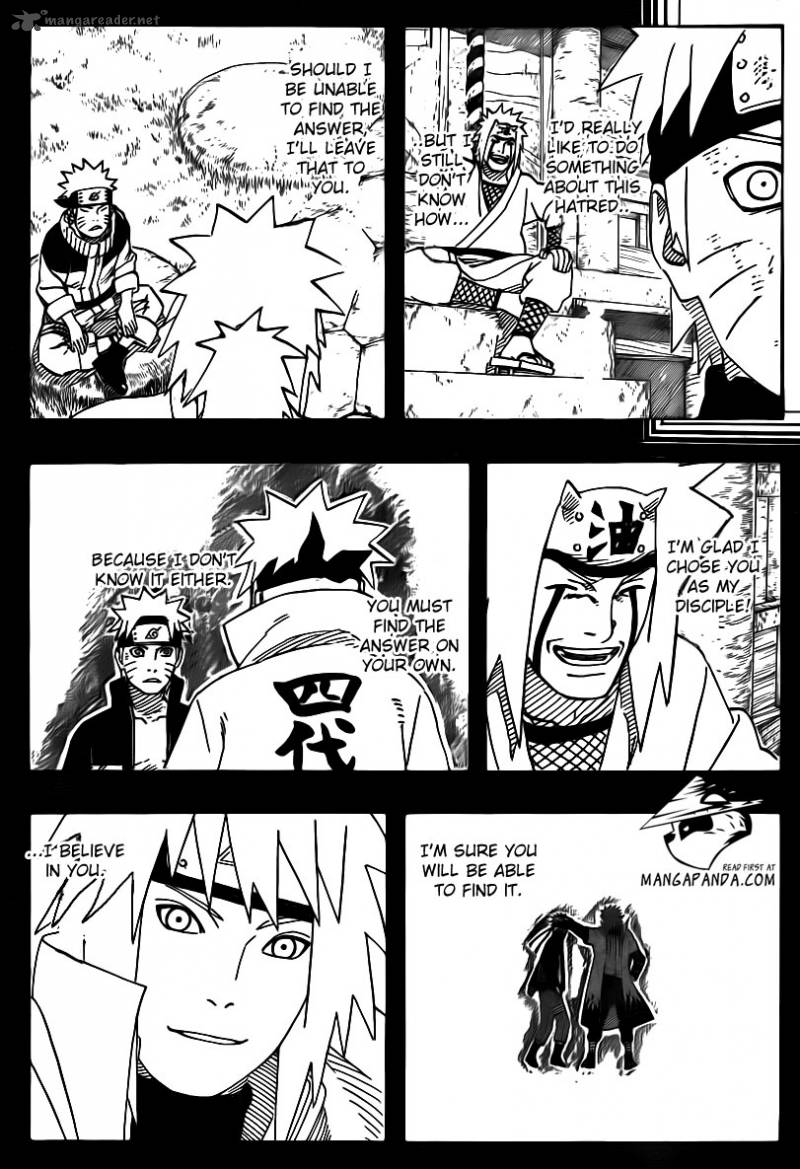 mangareader.net
I'D REALLY
LIKE TO DO
SOMETHING
ABOUT THIS
HATRED
...BUT I
STILL
DON'T
KNOW
HOW...
SHOULD I
BE UNABLE
TO FIND THE
ANSWER,
I'LL LEAVE
THAT TO
YOU.
油
I'M GLAD I
CHOSE YOU
AS MY
DISCIPLE!
YOU MUST
FIND THE
ANSWER ON
YOUR OWN.
BECAUSE I DON'T
KNOW IT EITHER.
四代
I'M SURE YOU
WILL BE ABLE
TO FIND IT.
READ FIRST AT
MANGAPANDA.COM
...I BELIEVE
IN YOU.